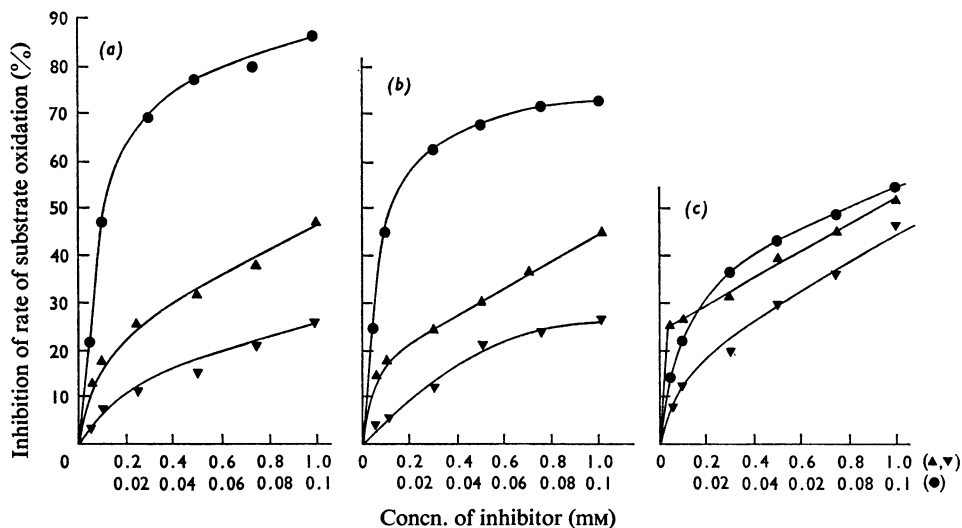 Inhibition of rate of substrate oxidation (%)
90
80
70
60
50
40
30
20
10
0
(a)
(b)
(c)
0.2 0.4 0.6 0.8 1.0
0.02 0.04 0.06 0.08 0.1
0
0.2 0.4 0.6 0.8 1.0
0.02 0.04 0.06 0.08 0.1
0
0.2 0.4 0.6 0.8 1.0
0.02 0.04 0.06 0.08 0.1
(▲,▼)
(●)
Concn. of inhibitor (mM)